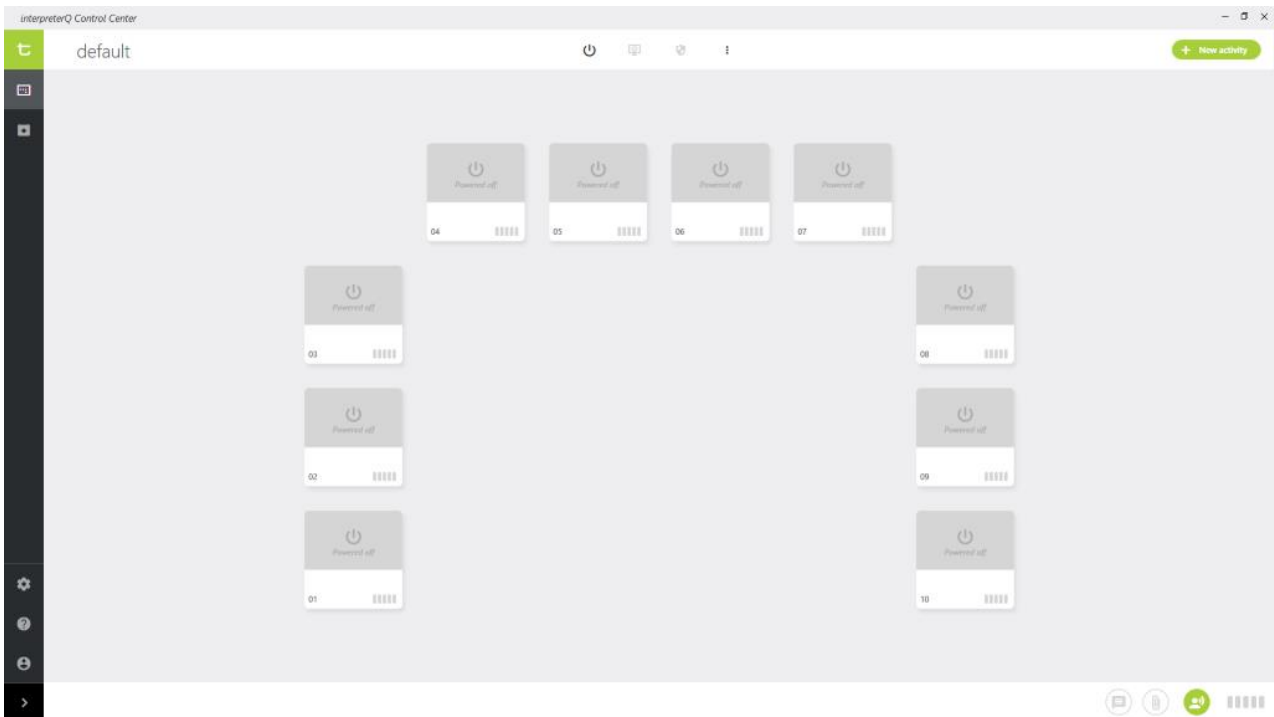 interpreterQ Control Center
default
+ New activity
Powered off
Powered off
Powered off
Powered off
04
05
06
07
Powered off
Powered off
03
08
Powered off
Powered off
02
09
Powered off
Powered off
01
10